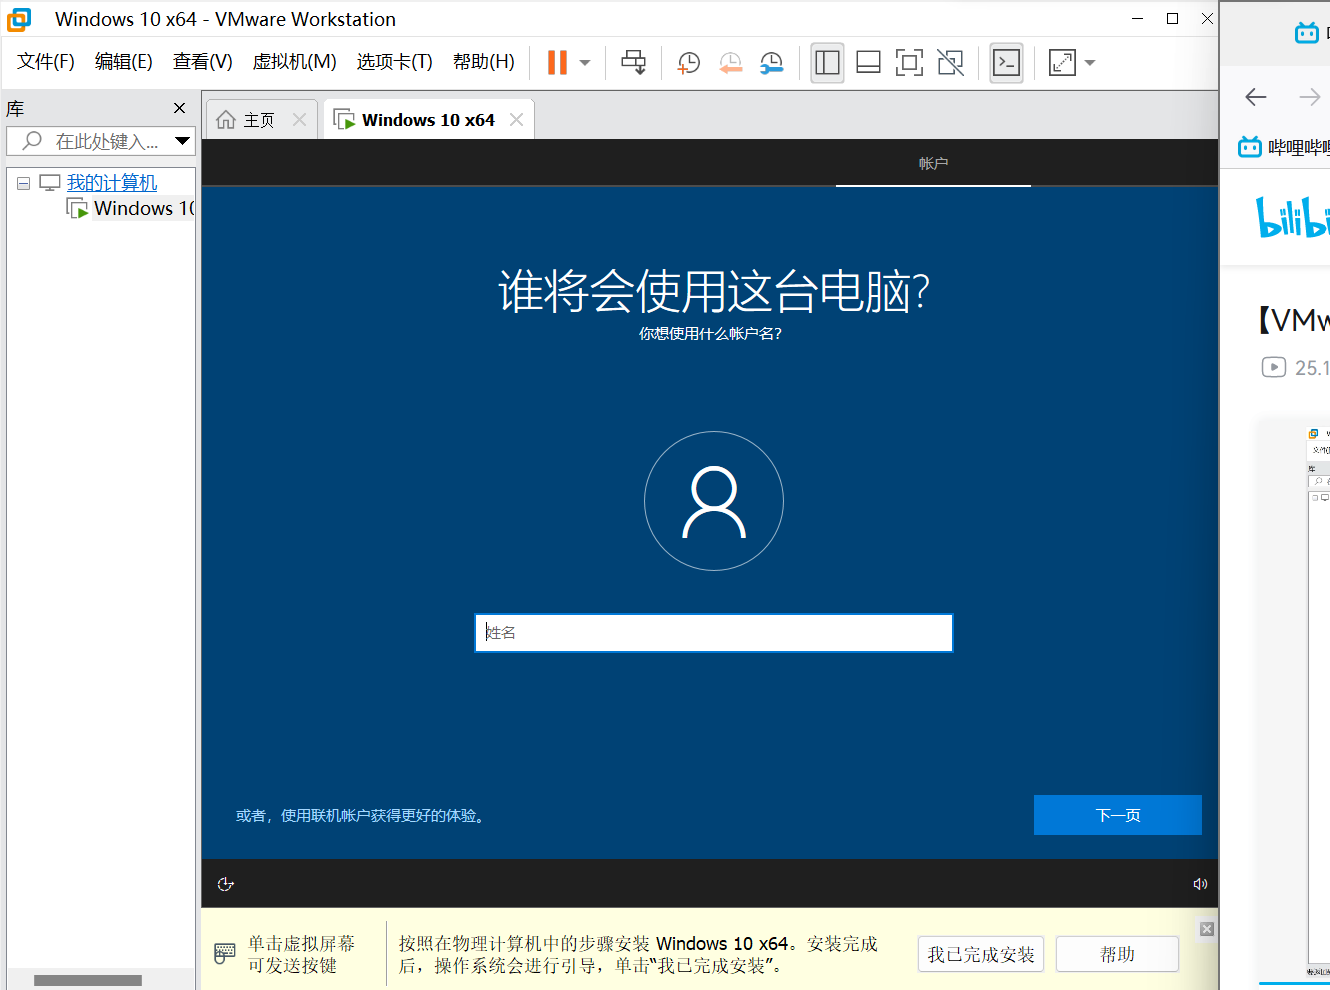 Windows 10 x64 - VMware Workstation
文件(F) 编辑(E) 查看(V) 虚拟机(M) 选项卡(T) 帮助(H)
库
在此处键入...
我的计算机
Windows 10
主页
Windows 10 x64
帐户
谁将会使用这台电脑?
你想使用什么帐户名?
姓名
或者，使用联机帐户获得更好的体验。
下一页
单击虚拟屏幕
可发送按键
按照在物理计算机中的步骤安装 Windows 10 x64。安装完成
后，操作系统会进行引导，单击“我已完成安装”。
我已完成安装
帮助
哔哩哔
bilibi
【VMw
25.1